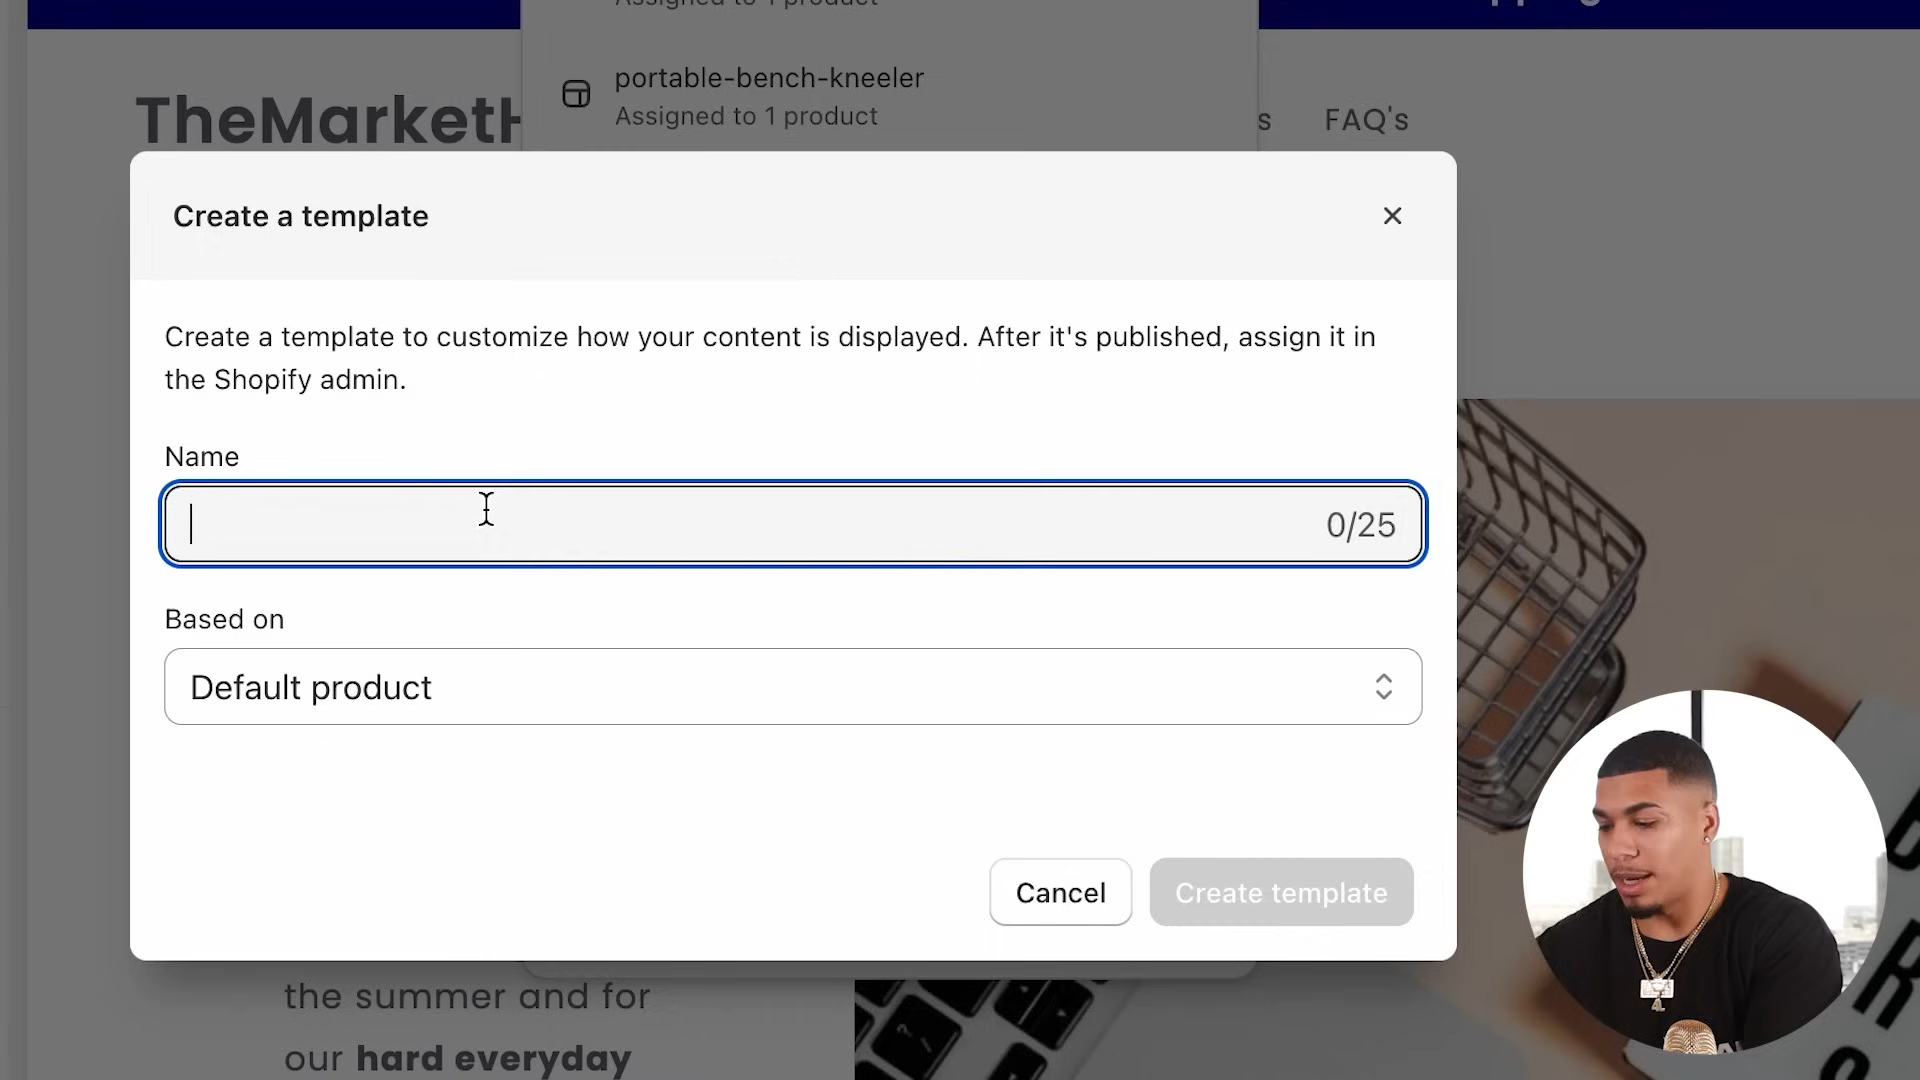 Assigned to 1 product
portable-bench-kneeler
Assigned to 1 product
TheMarketH
s
FAQ's
Create a template
Create a template to customize how your content is displayed. After it's published, assign it in
the Shopify admin.
Name
0/25
Based on
Default product
Cancel
Create template
the summer and for
our hard everyday